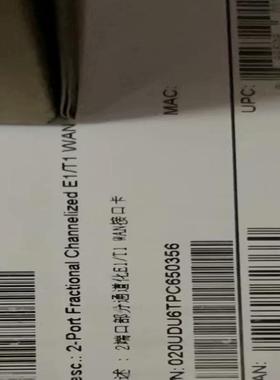 esc.: 2-Port Fractional Channelized E1/T1 WAN
述 : 2端口部分通道化E1/T1 WAN接口卡
N: 020UDU6TPC650356
MAC:
UPC: